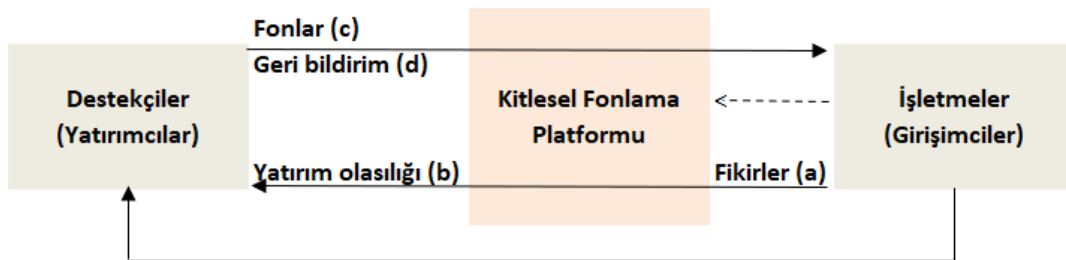 Fonlar (c)
Geri bildirim (d)
Destekçiler
(Yatırımcılar)
Kitlesel Fonlama
Platformu
İşletmeler
(Girişimciler)
Yatırım olasılığı (b)
Fikirler (a)